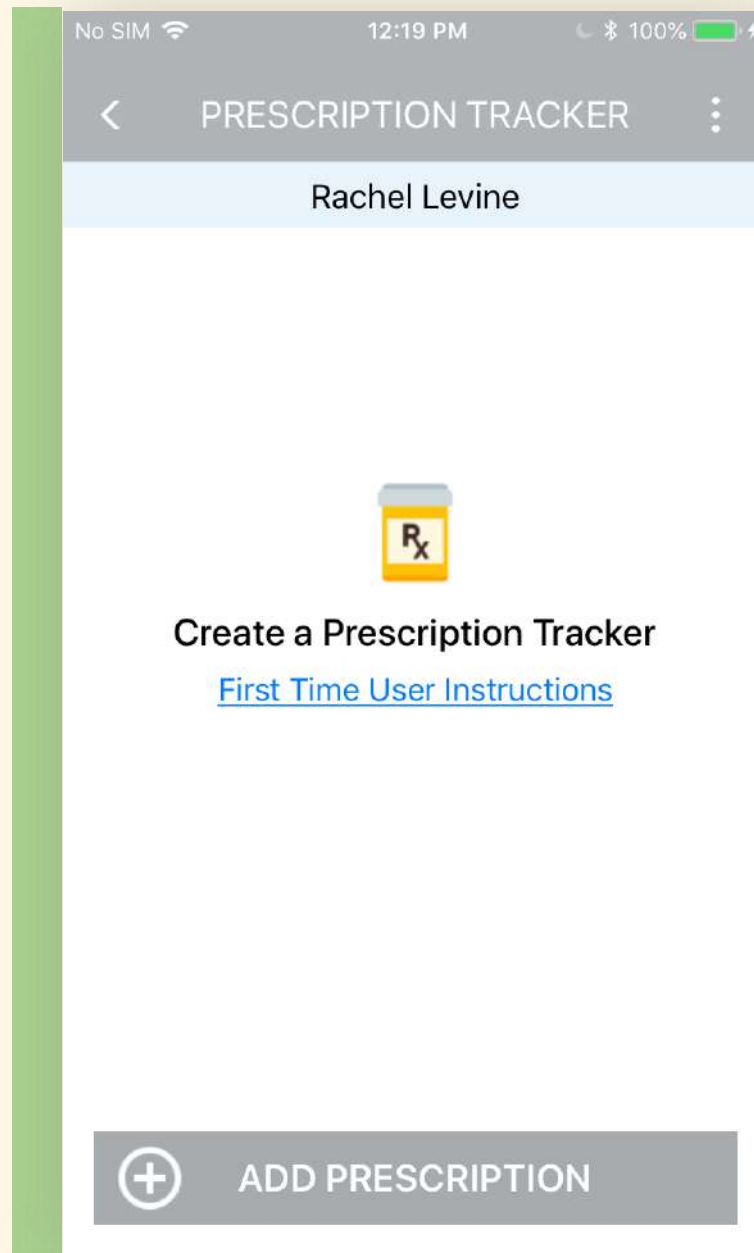 No SIM 12:19 PM 100%
PRESCRIPTION TRACKER
Rachel Levine
Rx
Create a Prescription Tracker
First Time User Instructions
ADD PRESCRIPTION